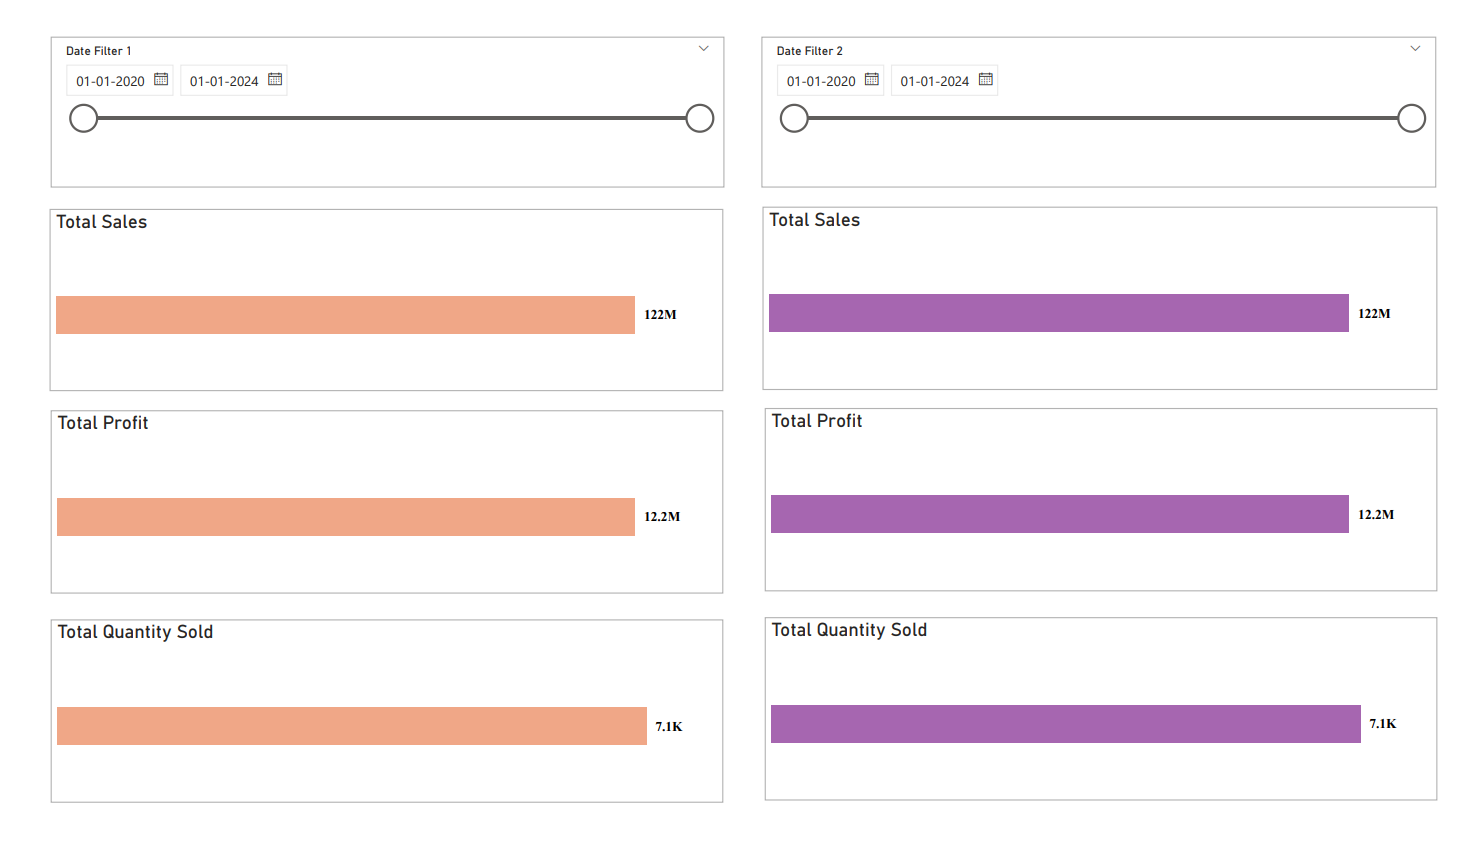 Date Filter 1
01-01-2020 01-01-2024
Total Sales
122M
Total Profit
12.2M
Total Quantity Sold
7.1K
Date Filter 2
01-01-2020 01-01-2024
Total Sales
122M
Total Profit
12.2M
Total Quantity Sold
7.1K